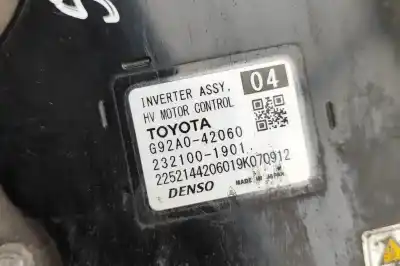 INVERTER ASSY, 04
HV MOTOR CONTROL
TOYOTA
G92A0-42060
232100-1901
2252144206019K070912
DENSO MADE IN JAPAN